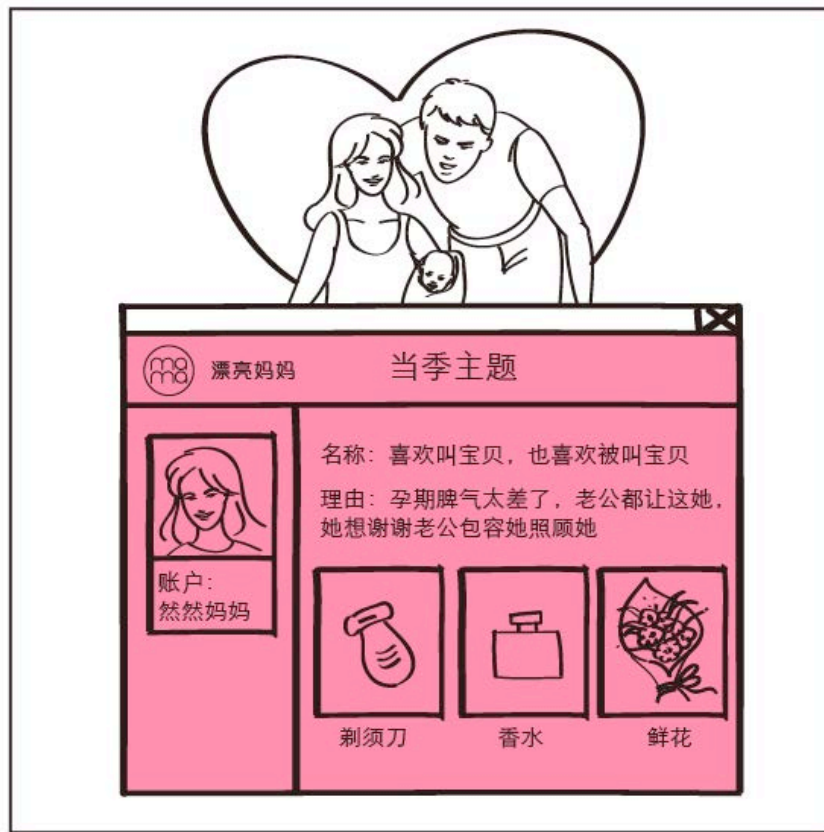 ma
ma
漂亮妈妈
当季主题
账户：
然然妈妈
名称：喜欢叫宝贝，也喜欢被叫宝贝
理由：孕期脾气太差了，老公都让这她，
她想谢谢老公包容她照顾她
剃须刀
香水
鲜花